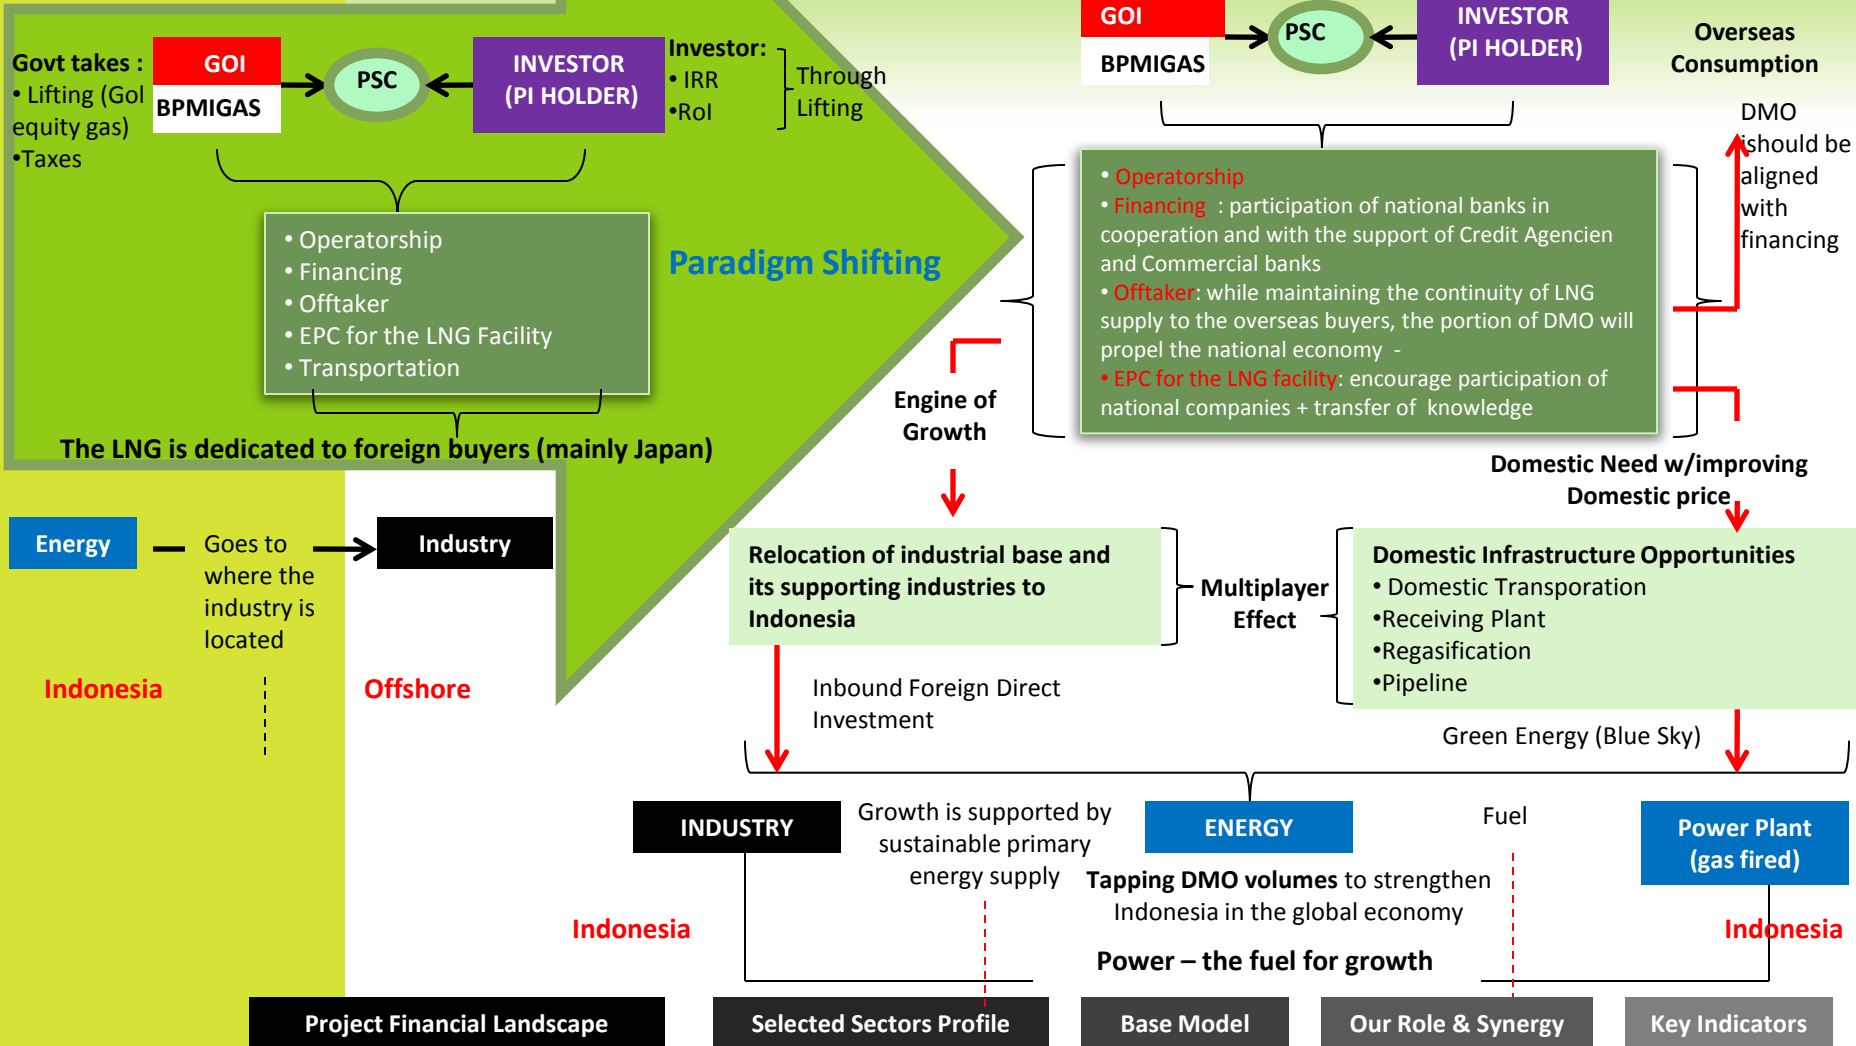 Govt takes :
• Lifting (GoI
equity gas)
•Taxes
GOI
BPMIGAS
PSC
INVESTOR
(PI HOLDER)
Investor:
• IRR
•RoI
Through
Lifting
• Operatorship
• Financing
• Offtaker
• EPC for the LNG Facility
• Transportation
The LNG is dedicated to foreign buyers (mainly Japan)
Paradigm Shifting
Energy
Goes to
where the
industry is
located
Industry
Indonesia
Offshore
GOI
BPMIGAS
PSC
INVESTOR
(PI HOLDER)
Overseas
Consumption
DMO
ishould be
aligned
with
financing
• Operatorship
• Financing : participation of national banks in
cooperation and with the support of Credit Agencien
and Commercial banks
• Offtaker: while maintaining the continuity of LNG
supply to the overseas buyers, the portion of DMO will
propel the national economy -
• EPC for the LNG facility: encourage participation of
national companies + transfer of knowledge
Engine of
Growth
Domestic Need w/improving
Domestic price
Relocation of industrial base and
its supporting industries to
Indonesia
Multiplayer
Effect
Domestic Infrastructure Opportunities
• Domestic Transporation
•Receiving Plant
•Regasification
•Pipeline
Inbound Foreign Direct
Investment
Green Energy (Blue Sky)
INDUSTRY
Growth is supported by
sustainable primary
energy supply
ENERGY
Fuel
Power Plant
(gas fired)
Tapping DMO volumes to strengthen
Indonesia in the global economy
Indonesia
Indonesia
Power – the fuel for growth
Project Financial Landscape
Selected Sectors Profile
Base Model
Our Role & Synergy
Key Indicators